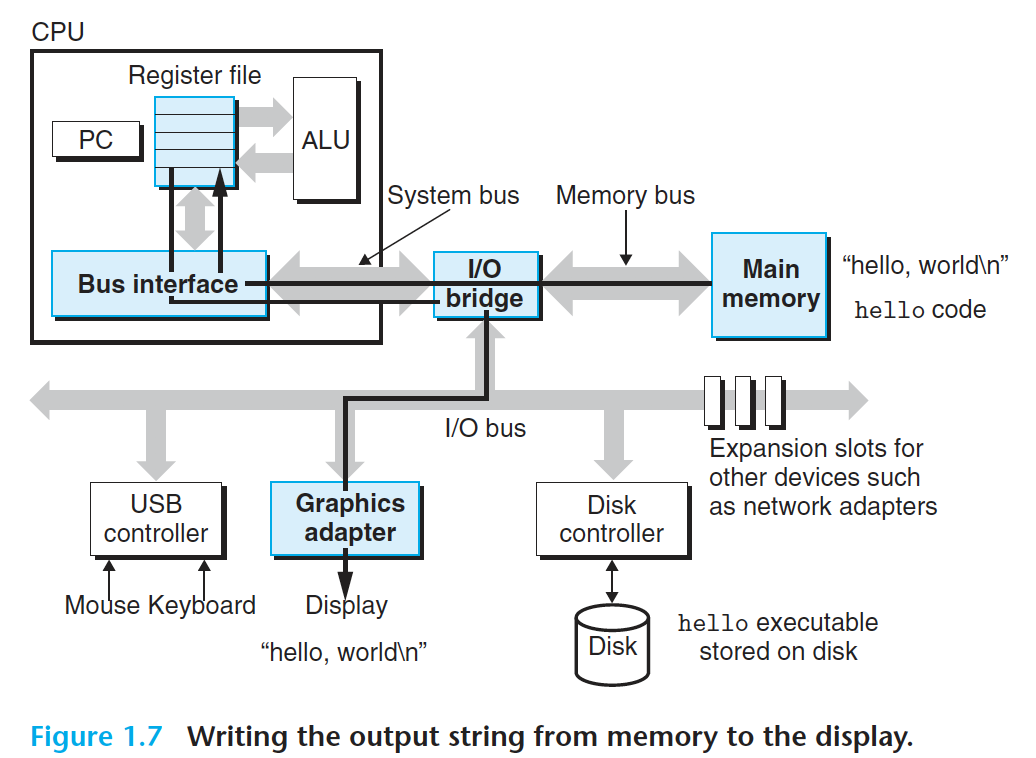 CPU
Register file
PC
ALU
System bus
Memory bus
Bus interface
I/O
bridge
Main
memory
“hello, world\n”
hello code
I/O bus
Expansion slots for
other devices such
as network adapters
USB
controller
Graphics
adapter
Disk
controller
Mouse Keyboard
Display
“hello, world\n”
Disk
hello executable
stored on disk
Figure 1.7 Writing the output string from memory to the display.